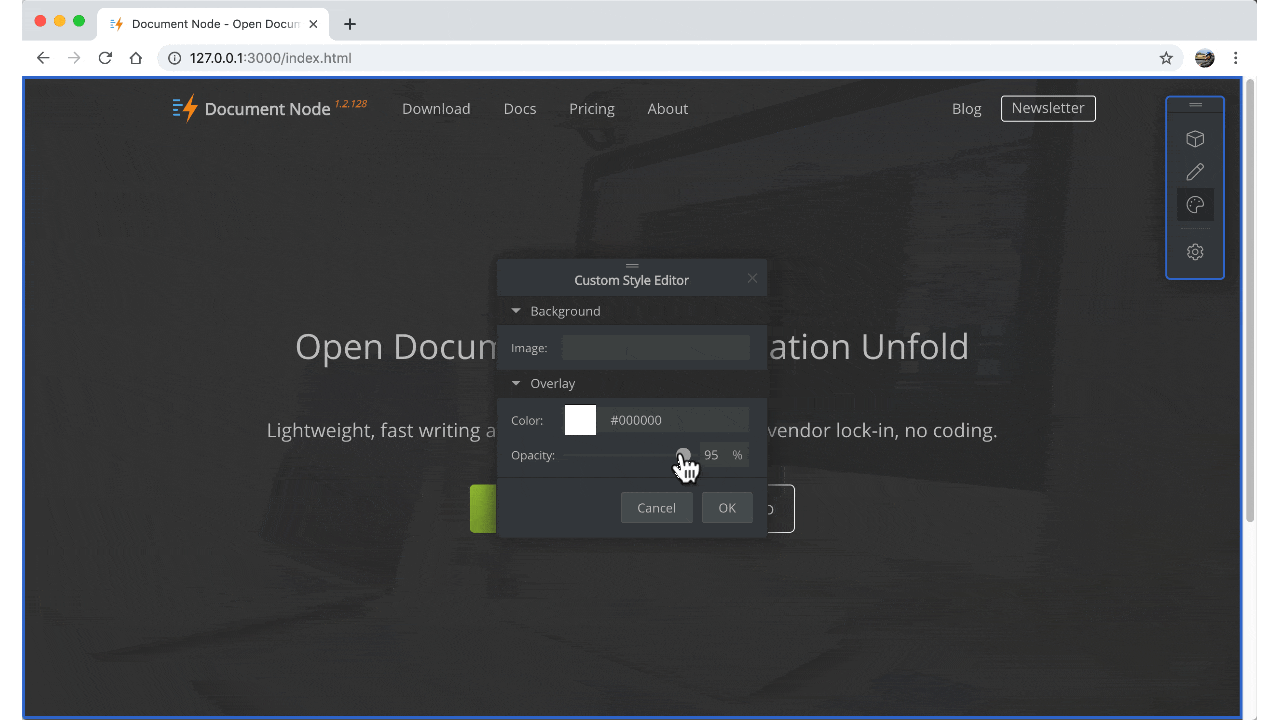 Document Node - Open Docum
127.0.0.1:3000/index.html
Document Node 1.2.128 Download Docs Pricing About Blog Newsletter
Custom Style Editor
Background
Image:
Open Docum ation Unfold
Overlay
Color: #000000
Lightweight, fast writing a vendor lock-in, no coding.
Opacity: 95 %
Cancel OK